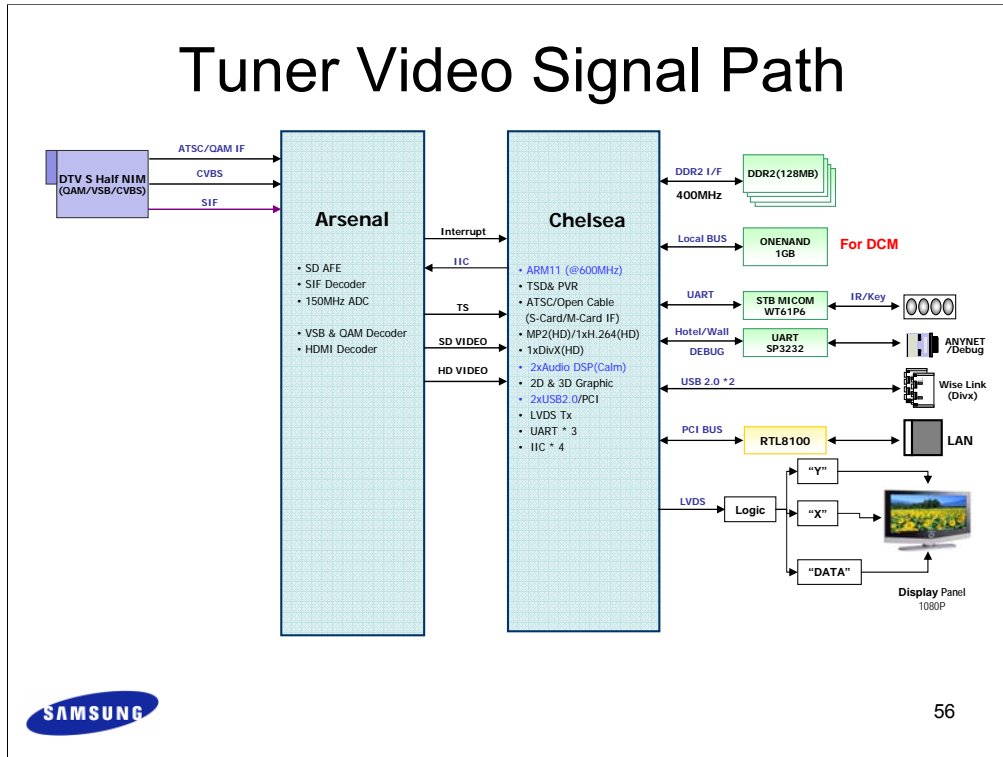 Tuner Video Signal Path
DTV S Half NIM
(QAM/VSB/CVBS)
ATSC/QAM IF
CVBS
SIF
Arsenal
• SD AFE
• SIF Decoder
• 150MHz ADC
• VSB & QAM Decoder
• HDMI Decoder
Interrupt
IIC
TS
SD VIDEO
HD VIDEO
Chelsea
• ARM11 (@600MHz)
• TSD& PVR
• ATSC/Open Cable
(S-Card/M-Card IF)
• MP2(HD)/1xH.264(HD)
• 1xDivX(HD)
• 2xAudio DSP(Calm)
• 2D & 3D Graphic
• 2xUSB2.0/PCI
• LVDS Tx
• UART * 3
• IIC * 4
DDR2 I/F
400MHz
DDR2(128MB)
Local BUS
ONENAND
1GB
For DCM
UART
STB MICOM
WT61P6
IR/Key
Hotel/Wall
DEBUG
UART
SP3232
ANYNET
/Debug
USB 2.0 *2
Wise Link
(Divx)
PCI BUS
RTL8100
LAN
LVDS
Logic
"Y"
"X"
"DATA"
Display Panel
1080P
SAMSUNG
56